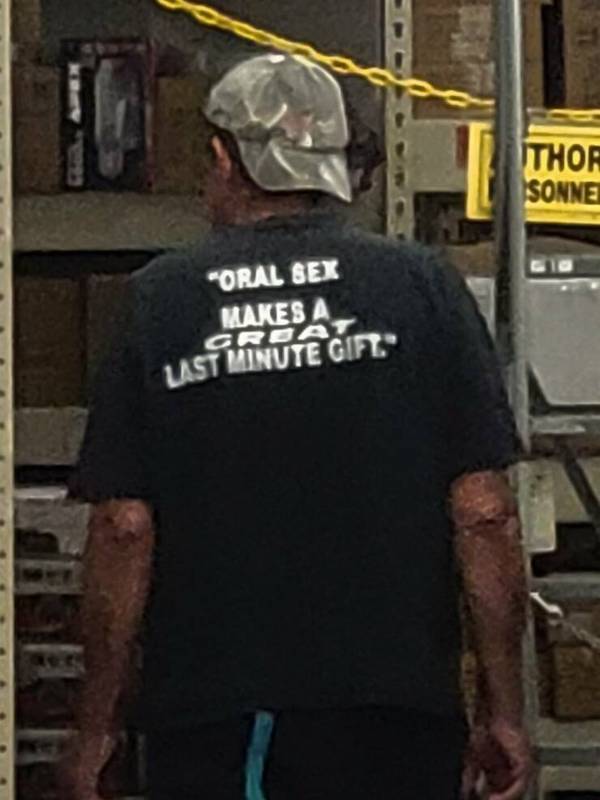 "ORAL SEX
MAKES A
GREAT
LAST MINUTE GIFT."